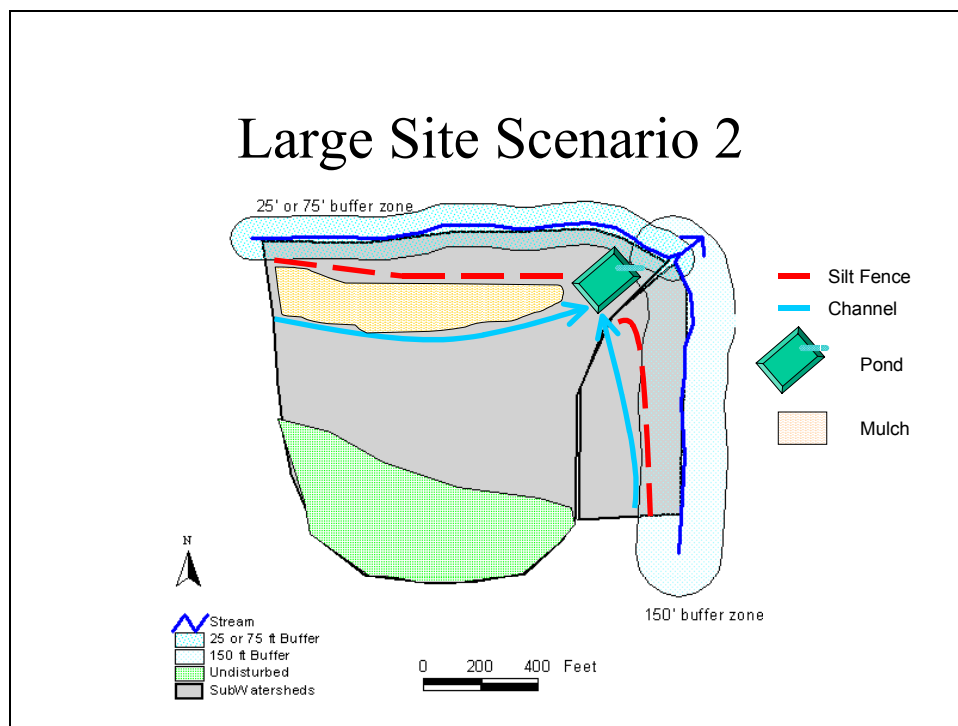 Large Site Scenario 2
25' or 75' buffer zone
Silt Fence
Channel
Pond
Mulch
N
150' buffer zone
Stream
25 or 75 ft Buffer
150 ft Buffer
Undisturbed
SubWatersheds
0 200 400 Feet